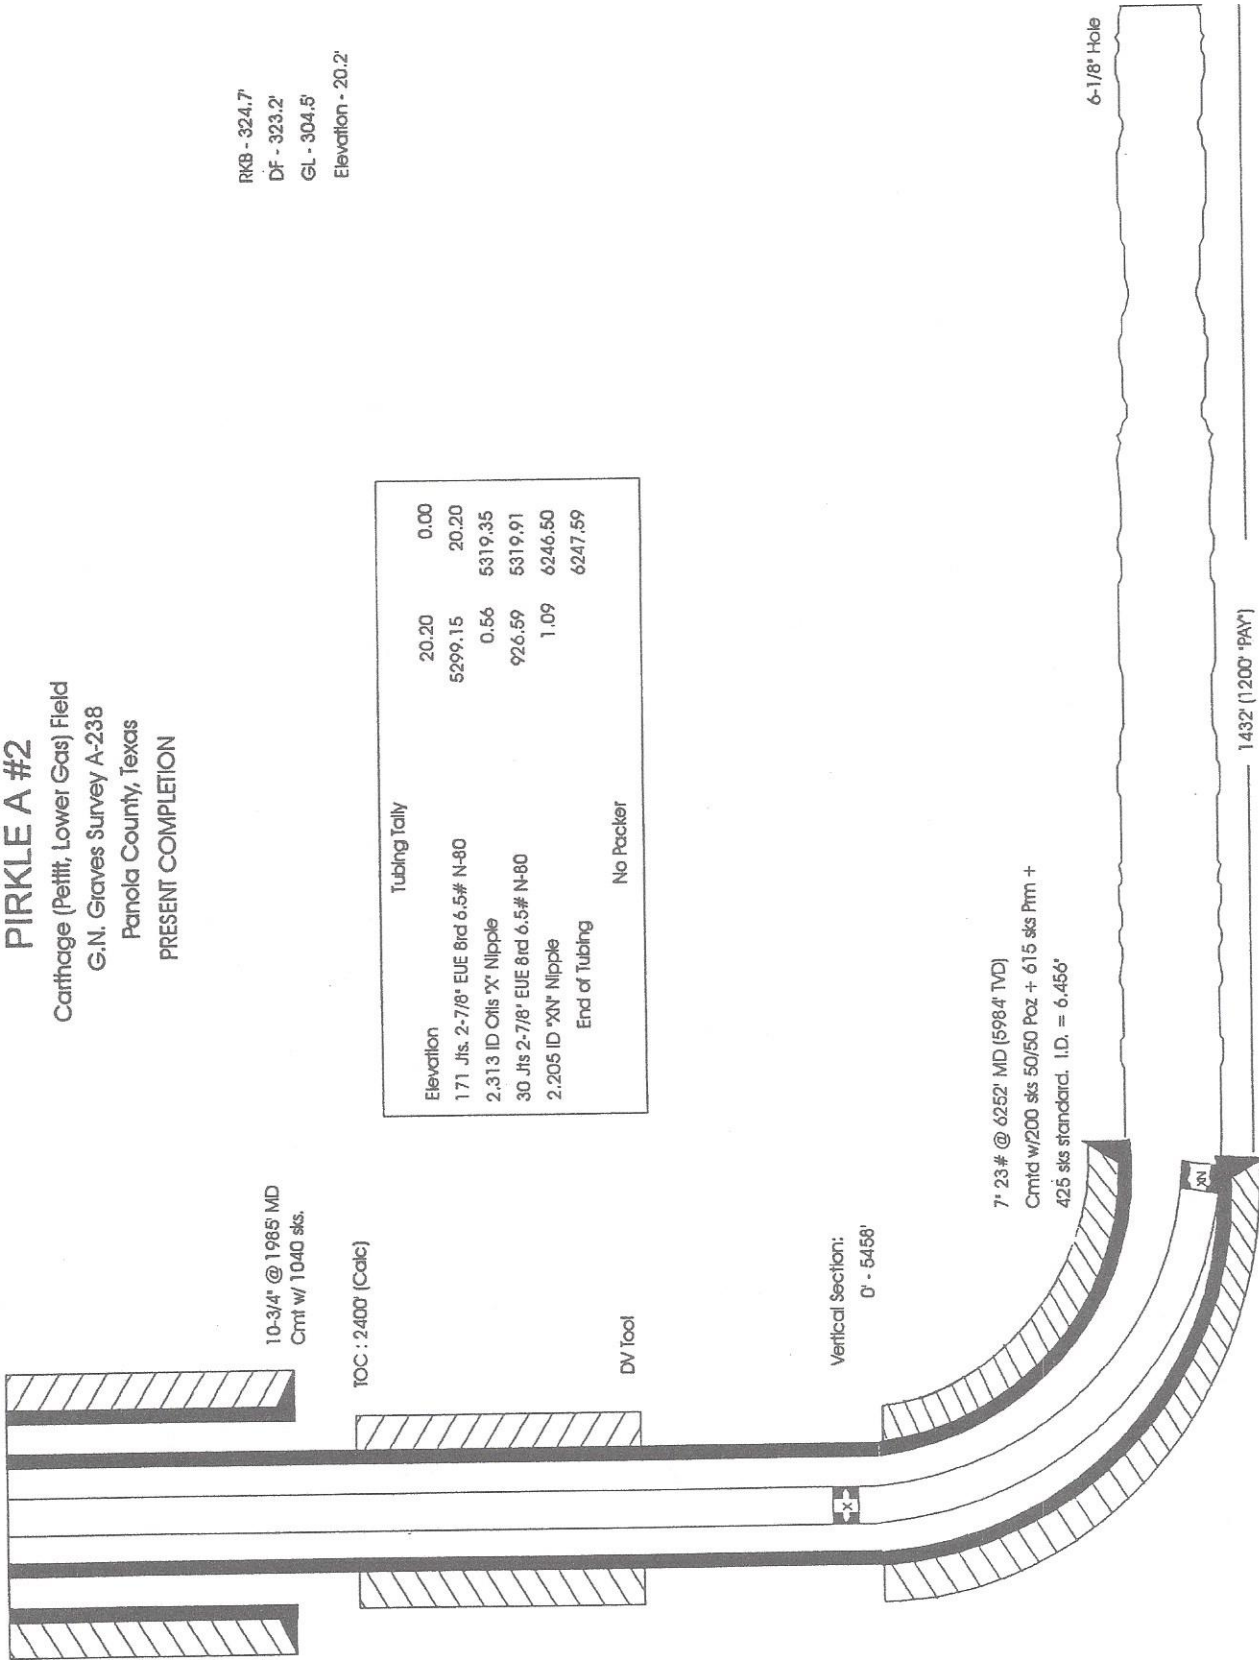 PIRKLE A #2
Carthage (Pettit, Lower Gas) Field
G.N. Graves Survey A-238
Panola County, Texas
PRESENT COMPLETION
RKB - 324.7'
DF - 323.2'
GL - 304.5'
Elevation - 20.2'
10-3/4" @ 1985' MD
Cmt w/ 1040 sks.
TOC : 2400' (Calc)
Tubing Tally
Elevation 20.20 0.00
171 Jts. 2-7/8" EUE 8rd 6.5# N-80 5299.15 20.20
2.313 ID Otis "X" Nipple 0.56 5319.35
30 Jts 2-7/8" EUE 8rd 6.5# N-80 926.59 5319.91
2.205 ID "XN" Nipple 1.09 6246.50
End of Tubing 6247.59
No Packer
DV Tool
Vertical Section:
0' - 5458'
X
7" 23# @ 6252' MD (5984' TVD)
Cmtd w/200 sks 50/50 Poz + 615 sks Prm +
425 sks standard. I.D. = 6.456"
XN
6-1/8" Hole
1432' (1200' "PAY")